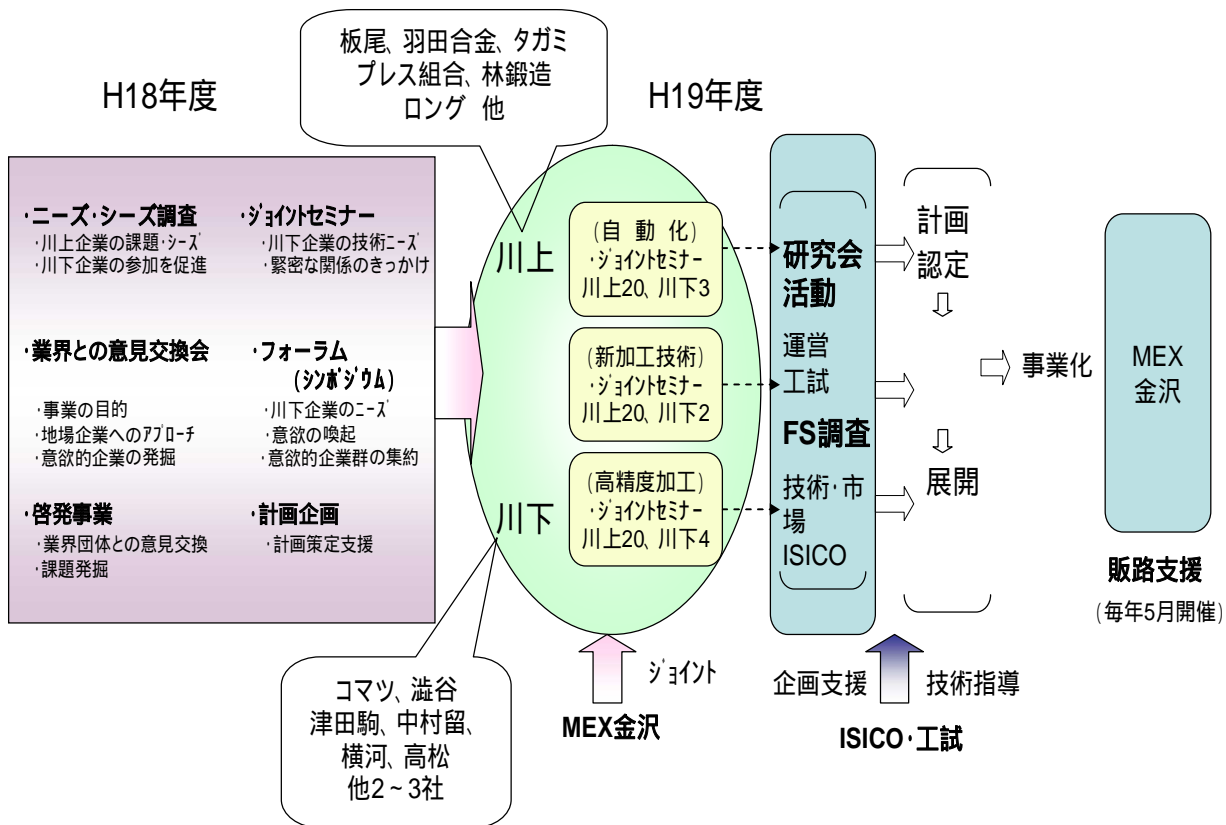 板尾、羽田合金、タガミ
プレス組合、林鍛造
ロング 他
H18年度
H19年度
・ニーズ・シーズ調査
・川上企業の課題・シーズ
・川下企業の参加を促進
・ジョイントセミナー
・川下企業の技術ニーズ
・緊密な関係のきっかけ
・業界との意見交換会
・事業の目的
・地場企業へのアプローチ
・意欲的企業の発掘
・フォーラム
(シンポジウム)
・川下企業のニーズ
・意欲の喚起
・意欲的企業群の集約
・啓発事業
・業界団体との意見交換
・課題発掘
・計画企画
・計画策定支援
川上
川下
(自 動 化)
・ジョイントセミナー
川上20、川下3
(新加工技術)
・ジョイントセミナー
川上20、川下2
(高精度加工)
・ジョイントセミナー
川上20、川下4
研究会
活動
運営
工試
FS調査
技術・市
場
ISICO
計画
認定
展開
事業化
MEX
金沢
販路支援
(毎年5月開催)
コマツ、澁谷
津田駒、中村留、
横河、高松
他2～3社
ジョイント
MEX金沢
企画支援
技術指導
ISICO・工試